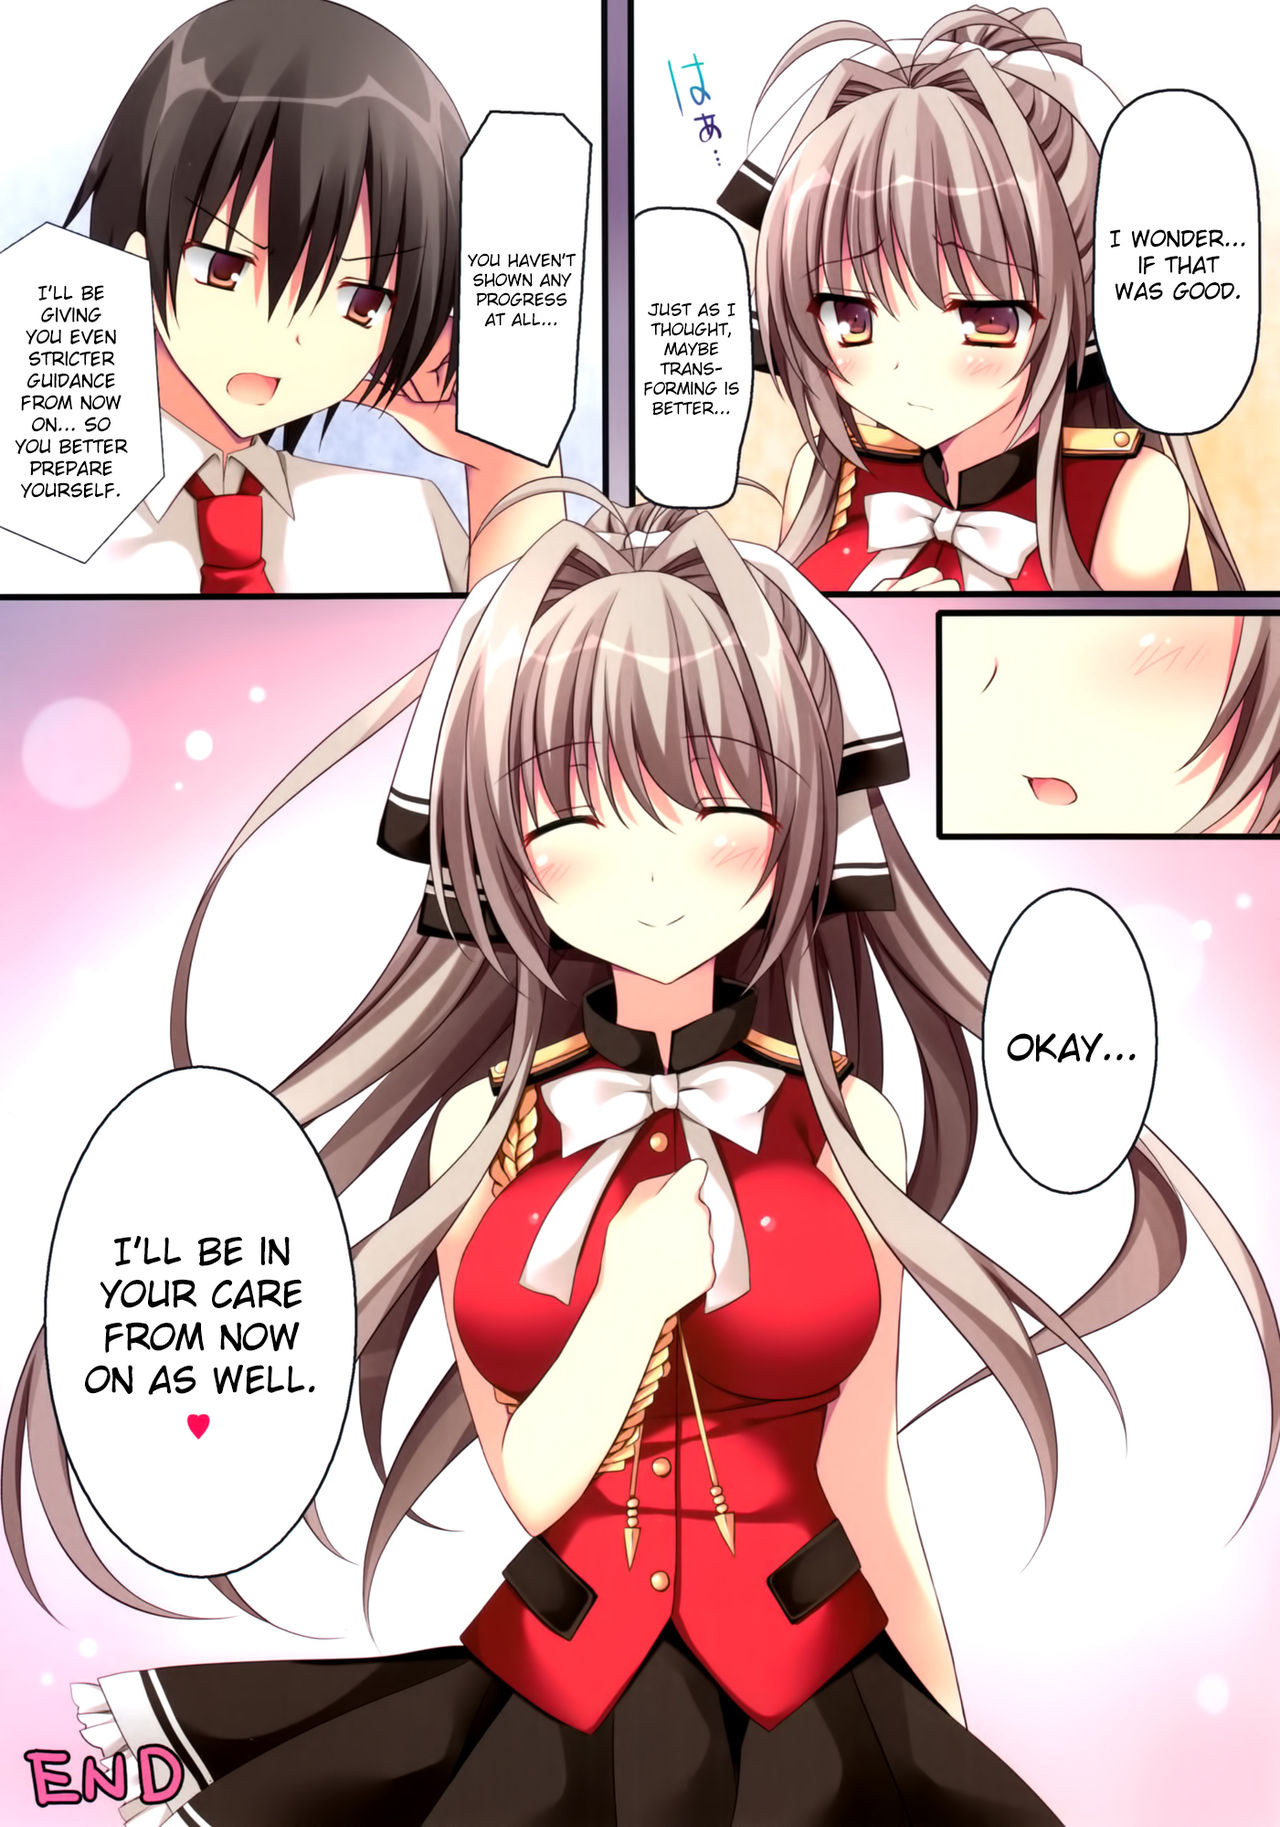 I WONDER...
IF THAT
WAS GOOD.
はぁ...
JUST AS I
THOUGHT,
MAYBE
TRANS-
FORMING IS
BETTER...
YOU HAVEN'T
SHOWN ANY
PROGRESS
AT ALL...
I'LL BE
GIVING
YOU EVEN
STRICTER
GUIDANCE
FROM NOW
ON... SO
YOU BETTER
PREPARE
YOURSELF.
OKAY...
I'LL BE IN
YOUR CARE
FROM NOW
ON AS WELL.
♥
END